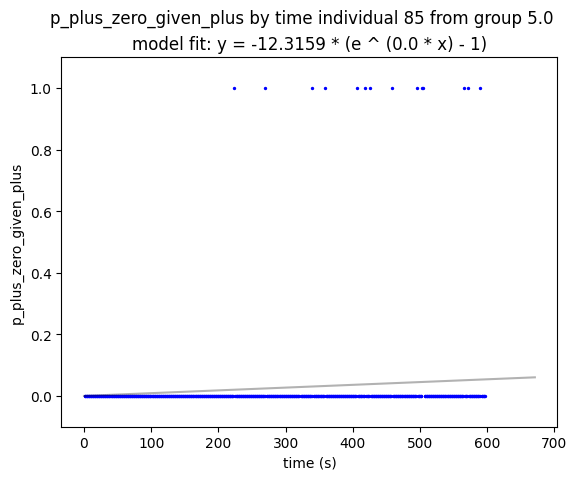 p_plus_zero_given_plus by time individual 85 from group 5.0
model fit: y = -12.3159 * (e ^ (0.0 * x) - 1)
1.0
0.8
0.6
0.4
0.2
0.0
p_plus_zero_given_plus
0 100 200 300 400 500 600 700
time (s)